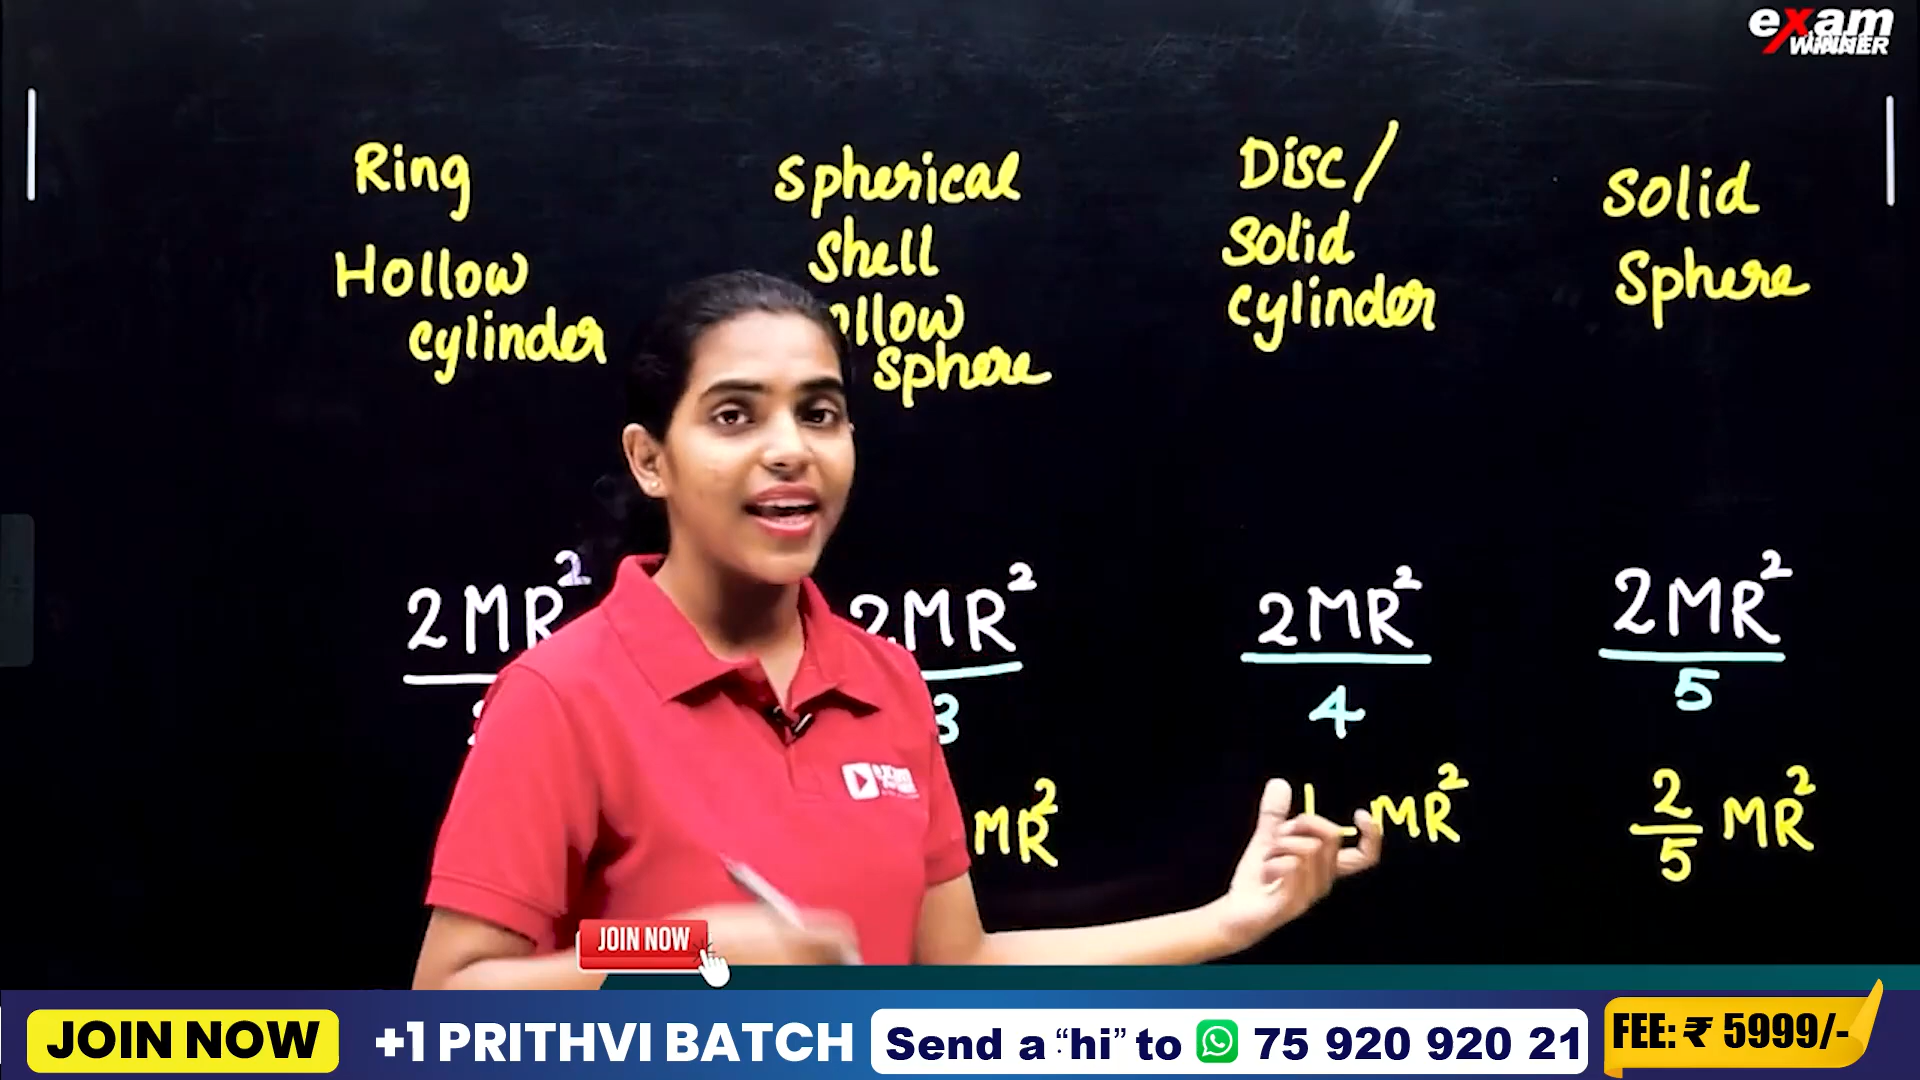 exam
WINNER
Ring
Hollow
cylinder
Spherical
Shell
ollow
sphere
Disc/
Solid
cylinder
Solid
Sphere
2MR²
2MR²
3
2MR²
4
2MR²
5
MR²
1 MR²
2/5 MR²
JOIN NOW
JOIN NOW
+1 PRITHVI BATCH
Send a “hi” to 75 920 920 21
FEE: ₹ 5999/-